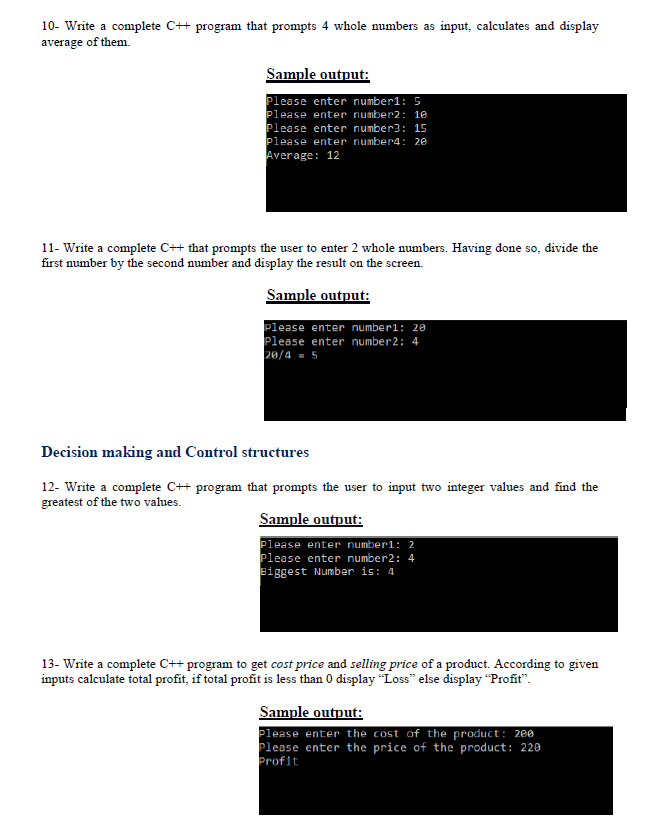 10- Write a complete C++ program that prompts 4 whole numbers as input, calculates and display
average of them.
Sample output:
Please enter number1: 5
Please enter number2: 10
Please enter number3: 15
Please enter number4: 20
Average: 12
11- Write a complete C++ that prompts the user to enter 2 whole numbers. Having done so, divide the
first number by the second number and display the result on the screen.
Sample output:
Please enter number1: 20
Please enter number2: 4
20/4 = 5
Decision making and Control structures
12- Write a complete C++ program that prompts the user to input two integer values and find the
greatest of the two values.
Sample output:
Please enter number1: 2
Please enter number2: 4
Biggest Number is: 4
13- Write a complete C++ program to get cost price and selling price of a product. According to given
inputs calculate total profit, if total profit is less than 0 display “Loss” else display “Profit”.
Sample output:
Please enter the cost of the product: 200
Please enter the price of the product: 220
Profit